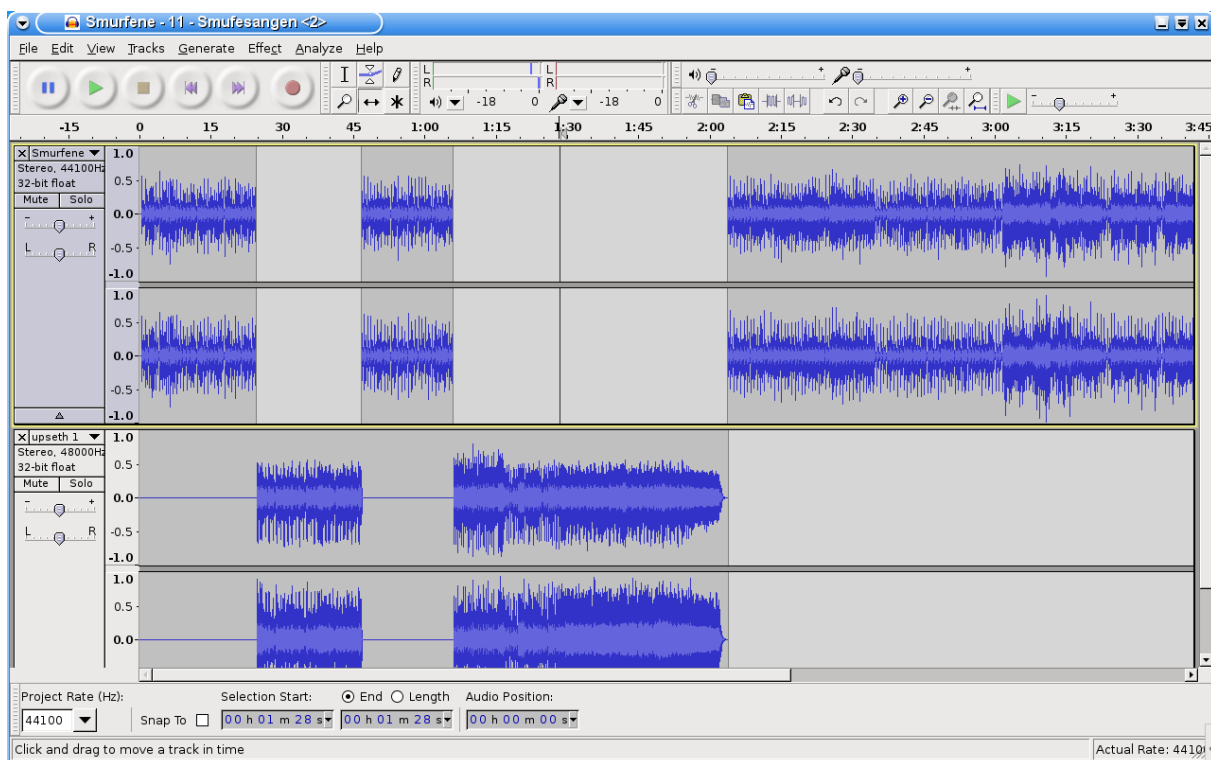 Smurfene - 11 - Smufesangen <2>
File Edit View Tracks Generate Effect Analyze Help
L R L R
-18 0 -18 0
-15 0 15 30 45 1:00 1:15 1:30 1:45 2:00 2:15 2:30 2:45 3:00 3:15 3:30 3:45
Smurfene
Stereo, 44100Hz
32-bit float
Mute Solo
- +
L R
1.0
0.5
0.0
-0.5
-1.0
1.0
0.5
0.0
-0.5
-1.0
upseth 1
Stereo, 48000Hz
32-bit float
Mute Solo
- +
L R
1.0
0.5
0.0
-0.5
-1.0
1.0
0.5
0.0
Project Rate (Hz): Selection Start: End Length Audio Position:
44100 Snap To 00 h 01 m 28 s 00 h 01 m 28 s 00 h 00 m 00 s
Click and drag to move a track in time Actual Rate: 4410